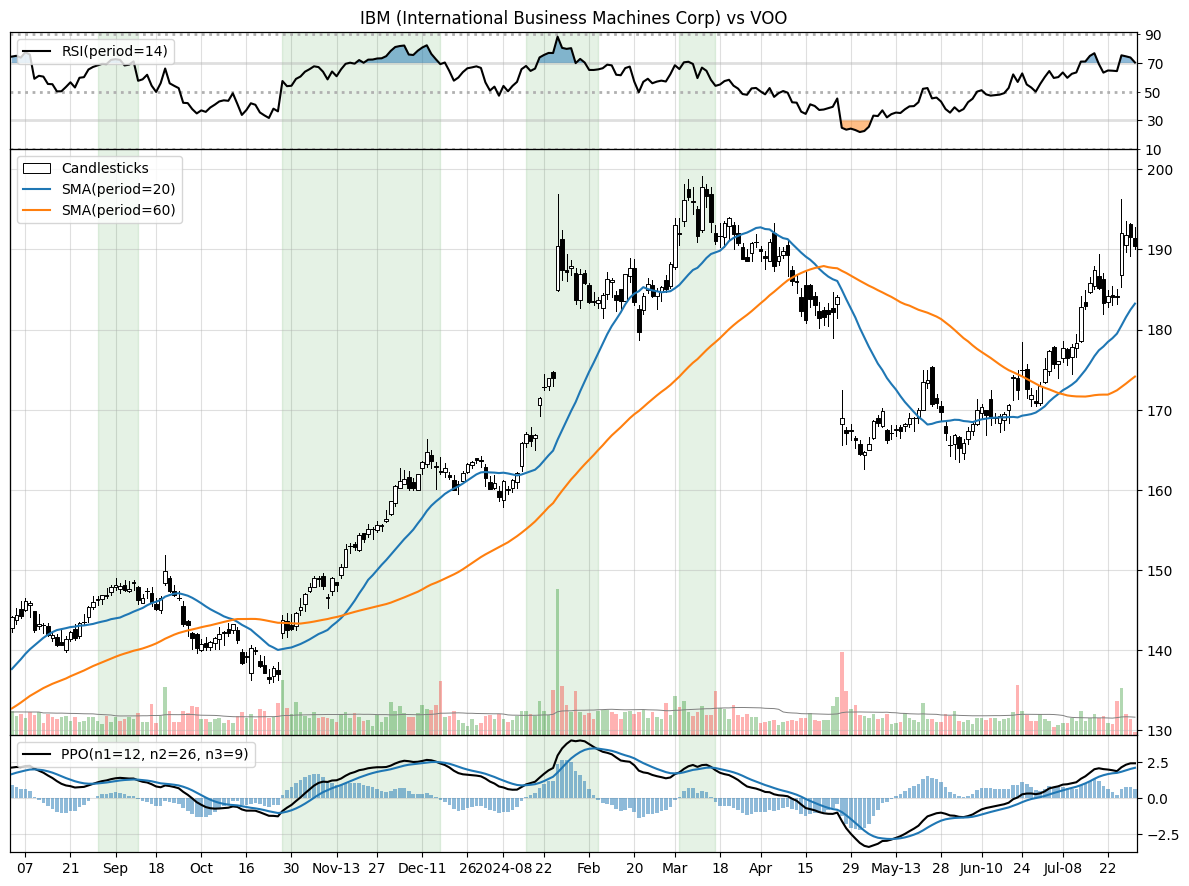 IBM (International Business Machines Corp) vs VOO
RSI(period=14)
90
70
50
30
10
Candlesticks
SMA(period=20)
SMA(period=60)
200
190
180
170
160
150
140
130
PPO(n1=12, n2=26, n3=9)
2.5
0.0
−2.5
07 21 Sep 18 Oct 16 30 Nov-13 27 Dec-11 26 2024-08 22 Feb 20 Mar 18 Apr 15 29 May-13 28 Jun-10 24 Jul-08 22